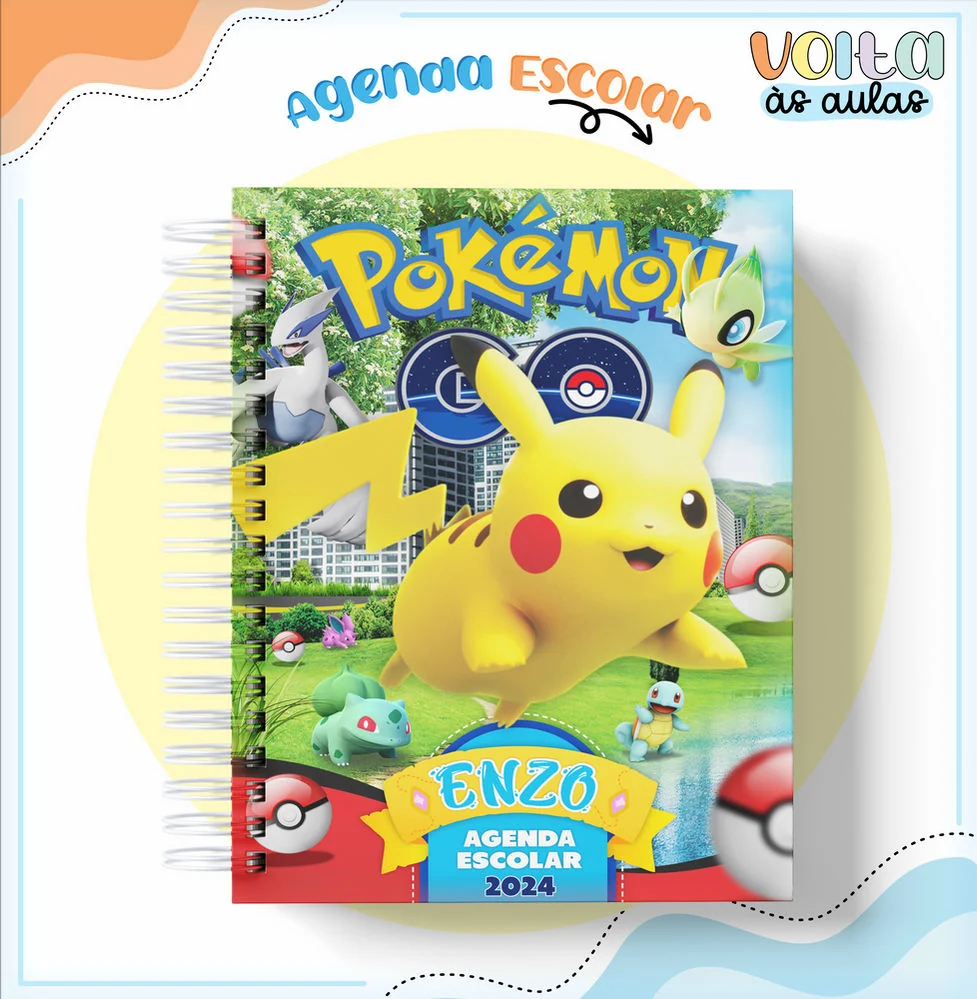 Agenda Escolar
Volta
às aulas
POKÉMON
GO
ENZO
AGENDA
ESCOLAR
2024